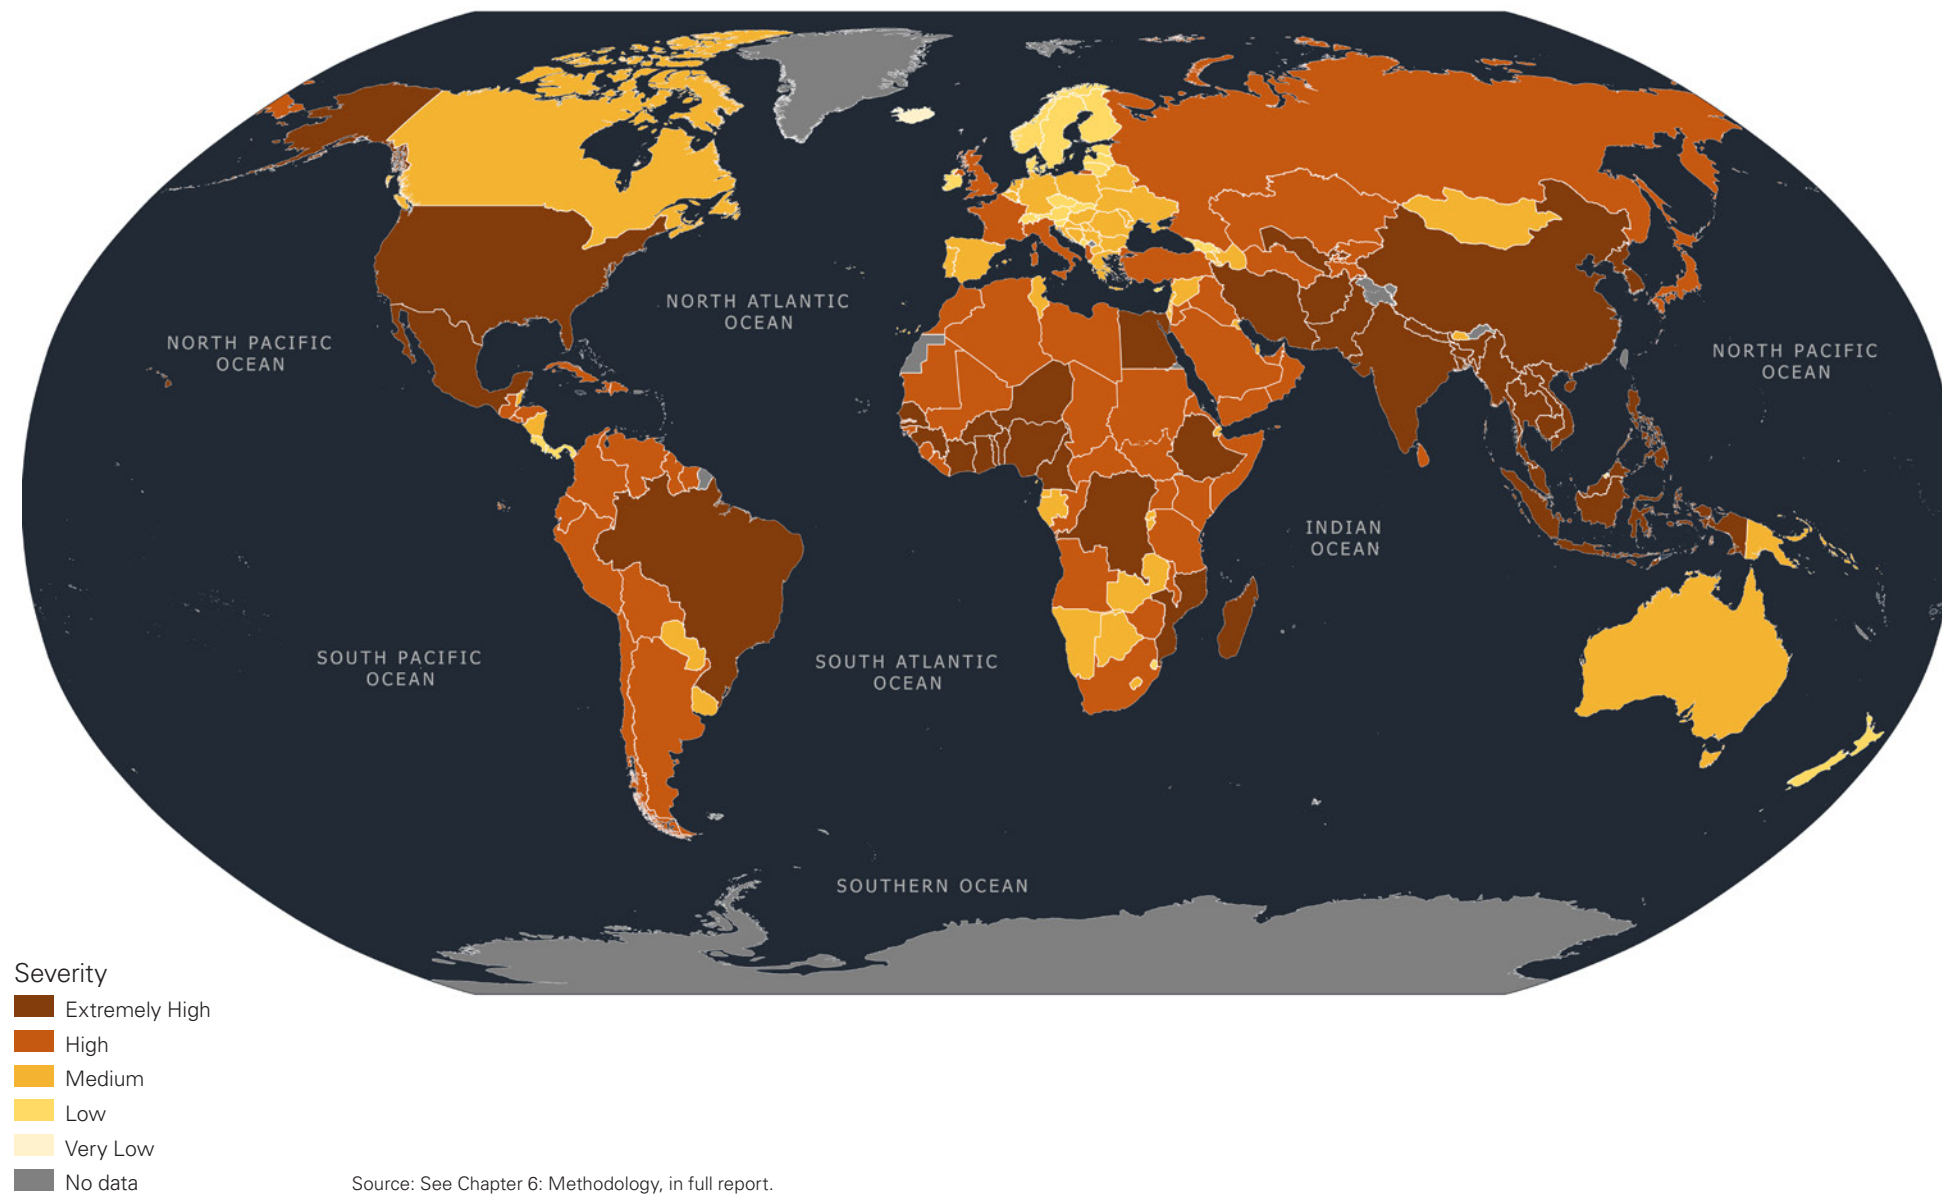 NORTH ATLANTIC
OCEAN
NORTH PACIFIC
OCEAN
NORTH PACIFIC
OCEAN
INDIAN
OCEAN
SOUTH PACIFIC
OCEAN
SOUTH ATLANTIC
OCEAN
SOUTHERN OCEAN
Severity
Extremely High
High
Medium
Low
Very Low
No data
Source: See Chapter 6: Methodology, in full report.